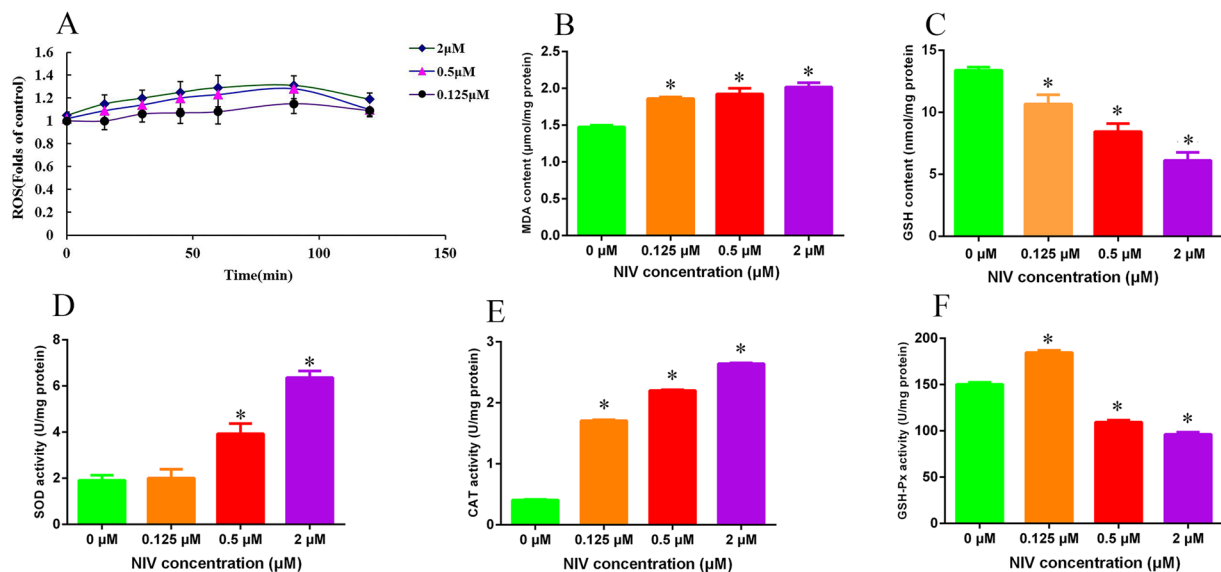 A
ROS(Folds of control)
1.6
1.4
1.2
1
0.8
0.6
0.4
0.2
0
0 50 100 150
Time(min)
2µM
0.5µM
0.125µM
B
MDA content (µmol/mg protein)
2.5
2.0
1.5
1.0
0.5
0.0
* * *
0 µM 0.125 µM 0.5 µM 2 µM
NIV concentration (µM)
C
GSH content (nmol/mg protein)
15
10
5
0
* * *
0 µM 0.125 µM 0.5 µM 2 µM
NIV concentration (µM)
D
SOD activity (U/mg protein)
8
6
4
2
0
* *
0 µM 0.125 µM 0.5 µM 2 µM
NIV concentration (µM)
E
CAT activity (U/mg protein)
3
2
1
0
* * *
0 µM 0.125 µM 0.5 µM 2 µM
NIV concentration (µM)
F
GSH-Px activity (U/mg protein)
200
150
100
50
0
* * *
0 µM 0.125 µM 0.5 µM 2 µM
NIV concentration (µM)